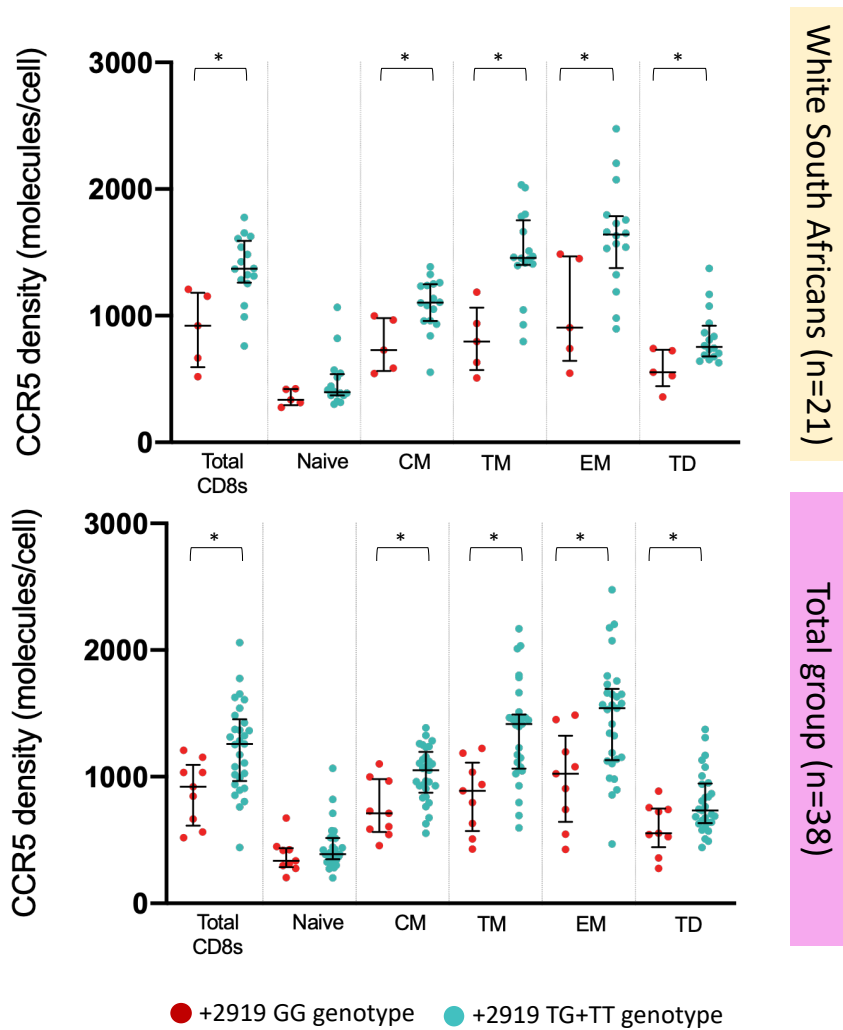 CCR5 density (molecules/cell)
3000
2000
1000
0
* * * * *
Total
CD8s
Naive
CM
TM
EM
TD
White South Africans (n=21)
CCR5 density (molecules/cell)
3000
2000
1000
0
* * * * *
Total
CD8s
Naive
CM
TM
EM
TD
Total group (n=38)
+2919 GG genotype
+2919 TG+TT genotype